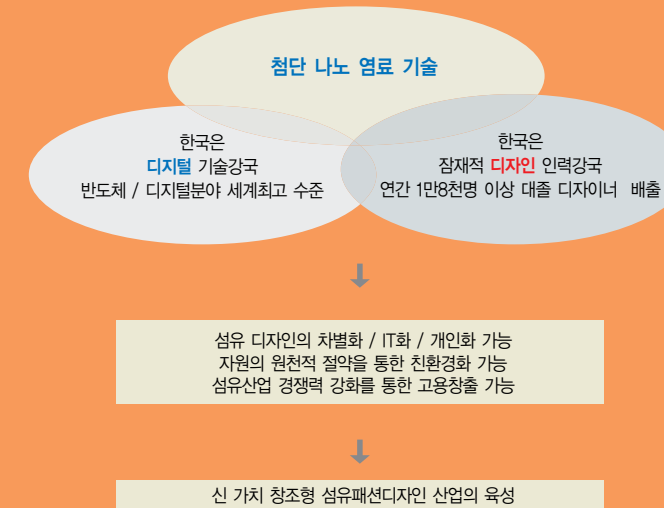 첨단 나노 염료 기술
한국은
디지털 기술강국
반도체 / 디지털분야 세계최고 수준
한국은
잠재적 디자인 인력강국
연간 1만8천명 이상 대졸 디자이너 배출
섬유 디자인의 차별화 / IT화 / 개인화 가능
자원의 원천적 절약을 통한 친환경화 가능
섬유산업 경쟁력 강화를 통한 고용창출 가능
신 가치 창조형 섬유패션디자인 산업의 육성